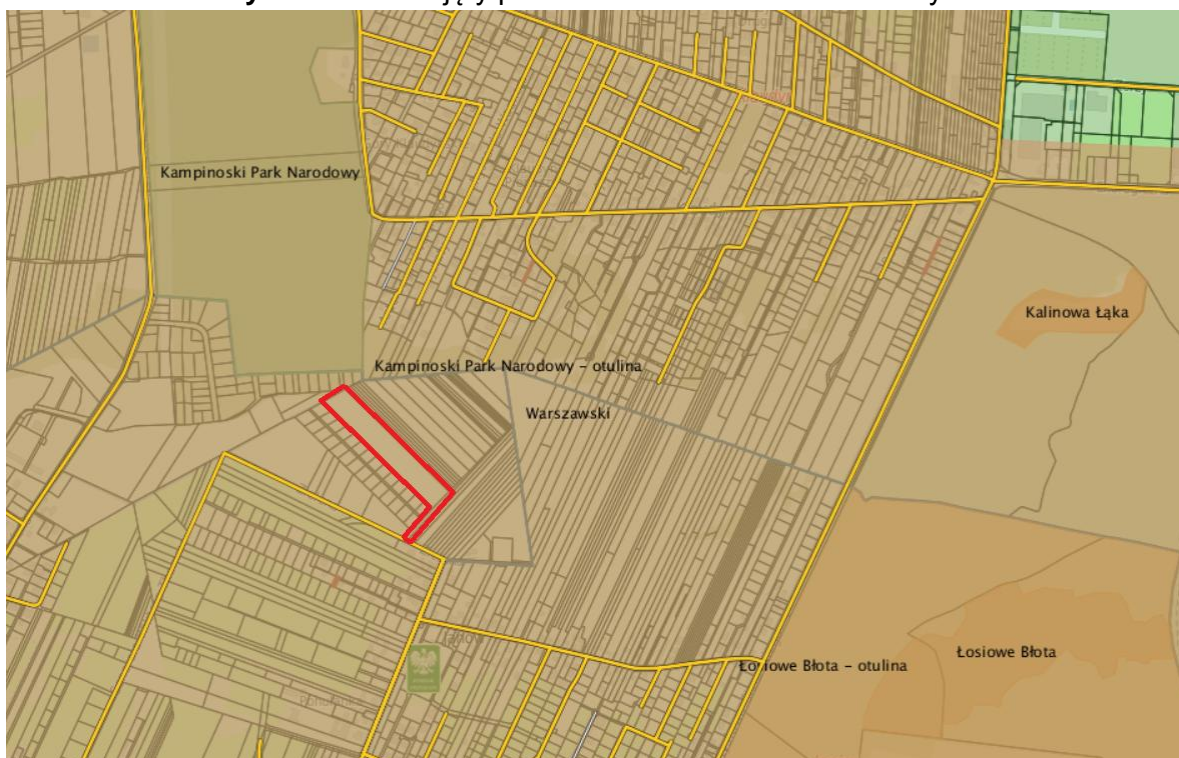 Kampinoski Park Narodowy
Kalinowa Łąka
Kampinoski Park Narodowy – otulina
Warszawski
Łosiowe Błota
Łosiowe Błota – otulina